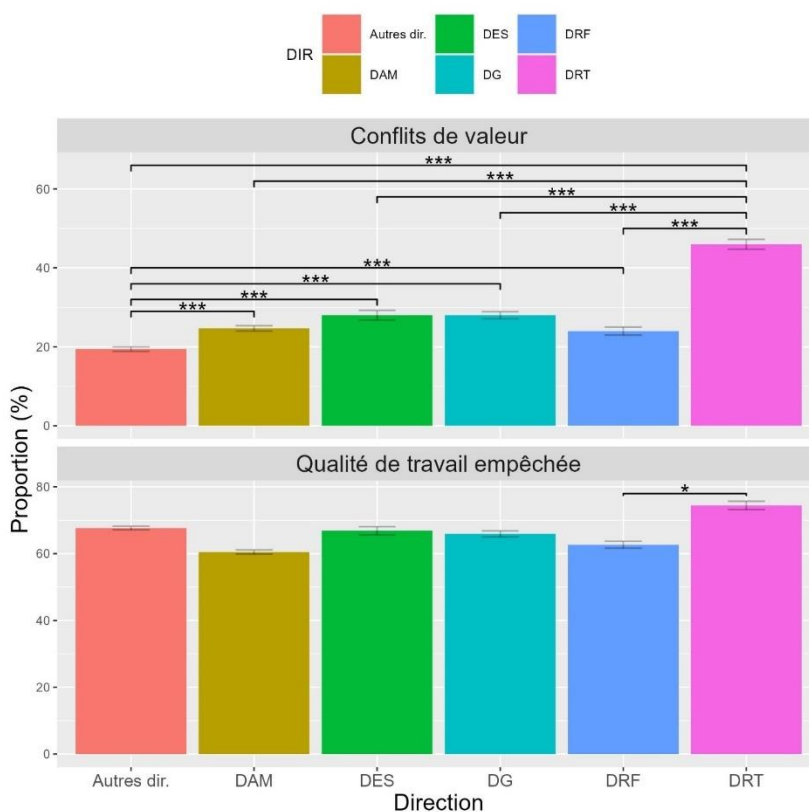 DIR
Autres dir.
DES
DRF
DAM
DG
DRT
Conflits de valeur
***
***
***
***
***
***
***
***
***
60
40
20
0
Qualité de travail empêchée
*
80
60
40
20
0
Proportion (%)
Autres dir. DAM DES DG DRF DRT
Direction